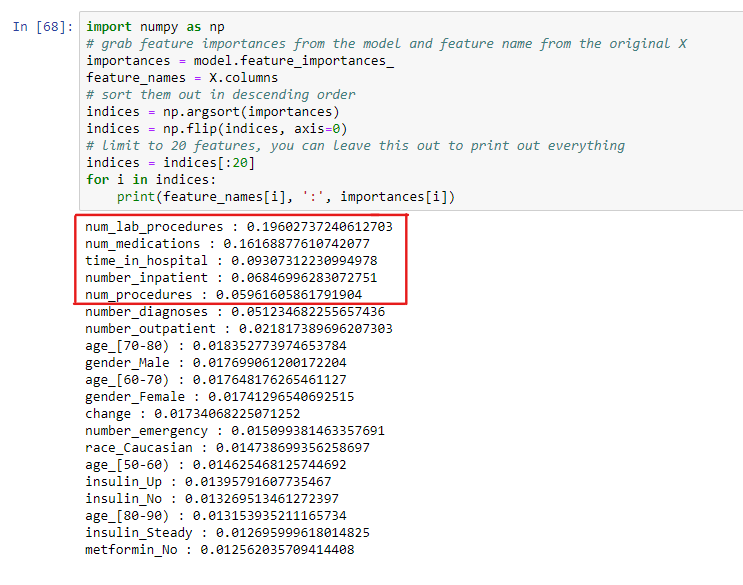 In [68]: import numpy as np
# grab feature importances from the model and feature name from the original X
importances = model.feature_importances_
feature_names = X.columns
# sort them out in descending order
indices = np.argsort(importances)
indices = np.flip(indices, axis=0)
# limit to 20 features, you can leave this out to print out everything
indices = indices[:20]
for i in indices:
    print(feature_names[i], ':', importances[i])
num_lab_procedures : 0.19602737240612703
num_medications : 0.16168877610742077
time_in_hospital : 0.09307312230994978
number_inpatient : 0.06846996283072751
num_procedures : 0.05961605861791904
number_diagnoses : 0.051234682255657436
number_outpatient : 0.021817389696207303
age_[70-80) : 0.018352773974653784
gender_Male : 0.017699061200172204
age_[60-70) : 0.017648176265461127
gender_Female : 0.01741296540692515
change : 0.01734068225071252
number_emergency : 0.015099381463357691
race_Caucasian : 0.014738699356258697
age_[50-60) : 0.014625468125744692
insulin_Up : 0.01395791607735467
insulin_No : 0.013269513461272397
age_[80-90) : 0.013153935211165734
insulin_Steady : 0.012695999618014825
metformin_No : 0.012562035709414408